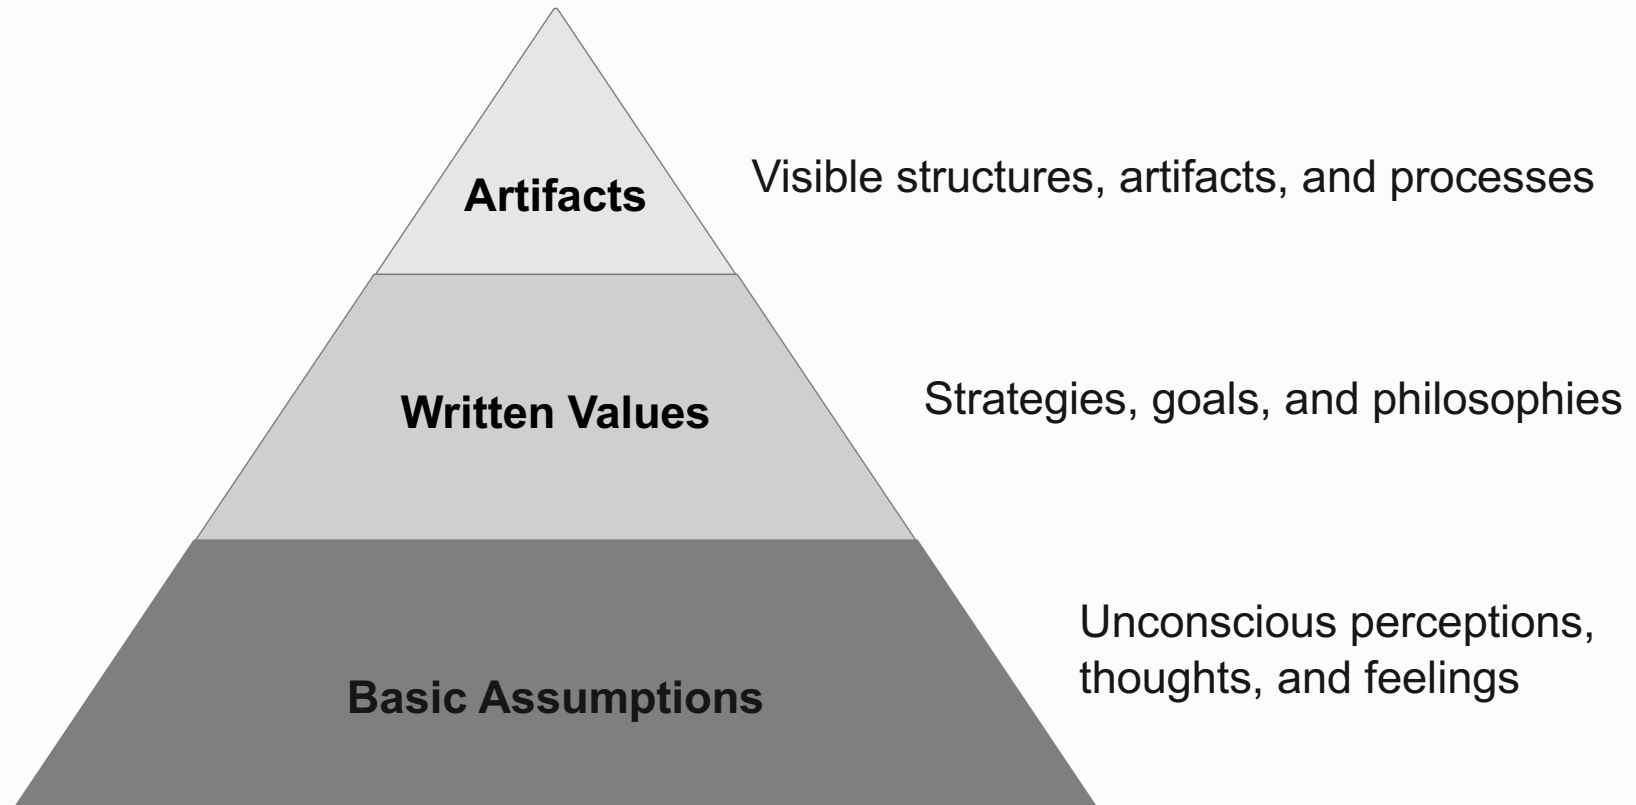 Artifacts
Visible structures, artifacts, and processes
Written Values
Strategies, goals, and philosophies
Basic Assumptions
Unconscious perceptions,
thoughts, and feelings